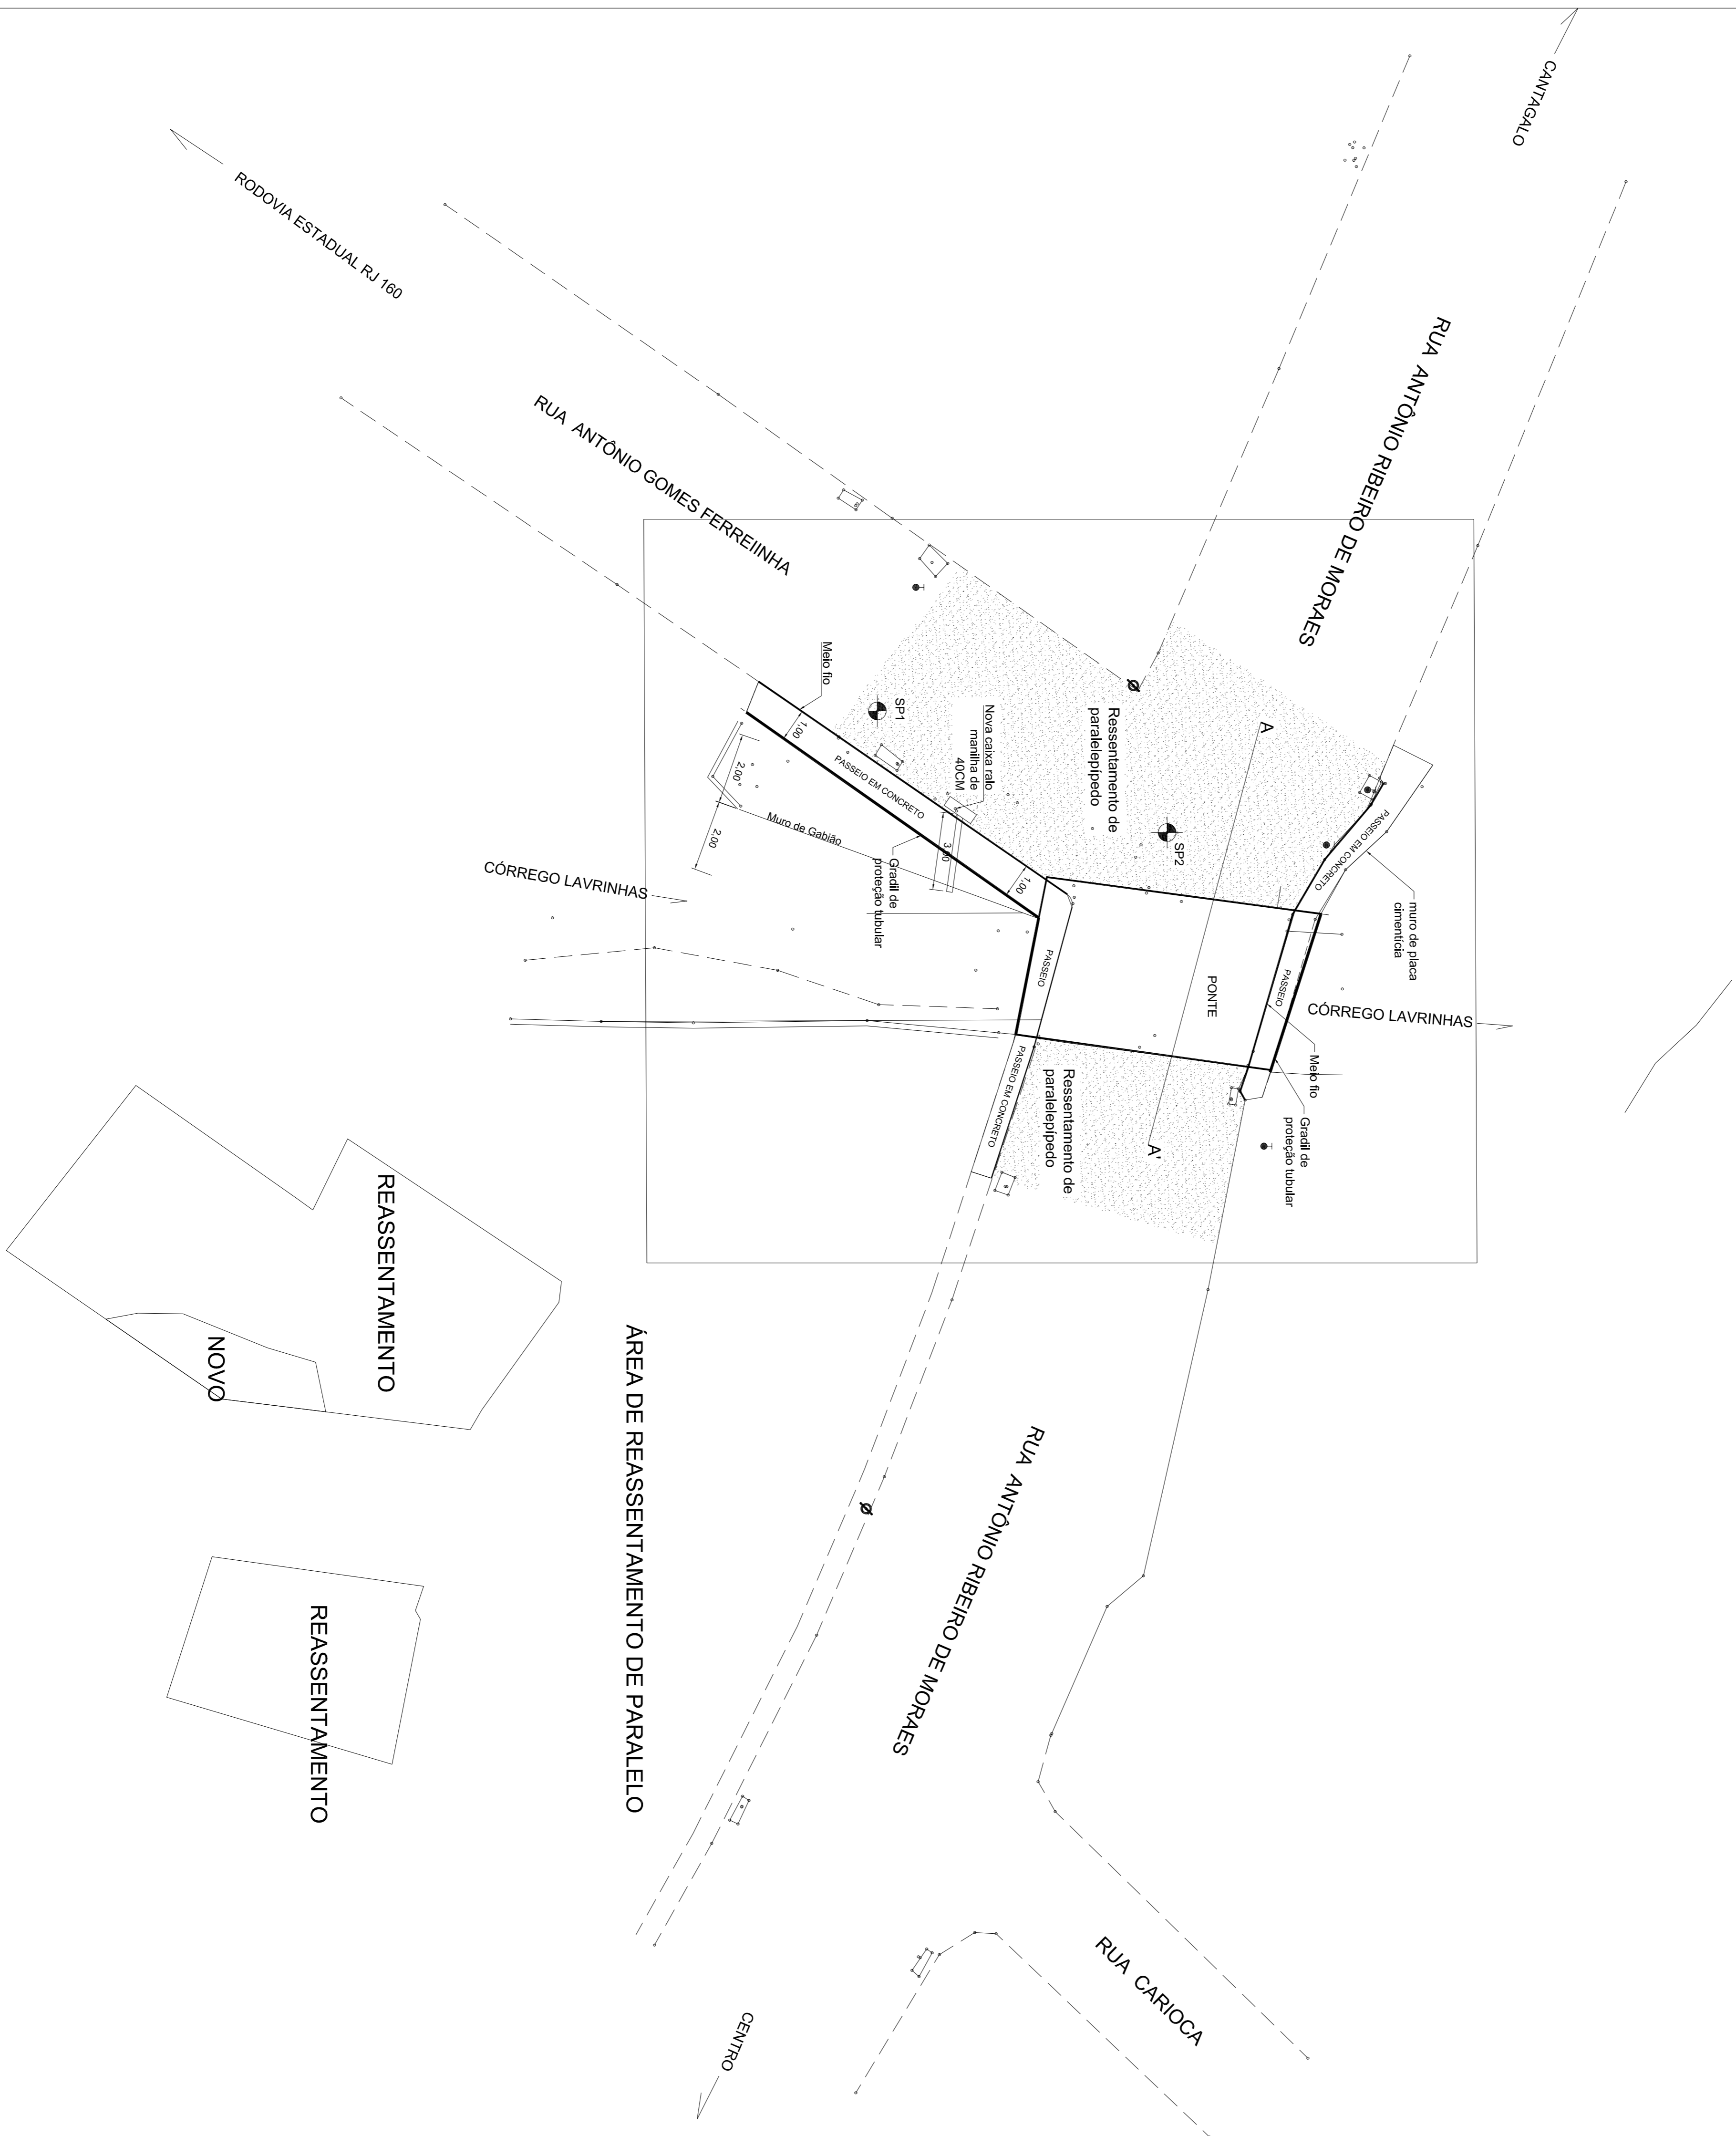 CANTAGALO
RODOVIA ESTADUAL RJ 160
RUA ANTÔNIO RIBEIRO DE MORAES
RUA ANTÔNIO GOMES FERREIINHA
Meio fio
SP1
Nova caixa ralo
manilha de
40CM
Ressentamento de
paralelepípedo
A
1,00
PASSEIO EM CONCRETO
2,00
2,00
Muro de Gabião
3,00
Gradil de
proteção tubular
1,00
SP2
PASSEIO EM CONCRETO
muro de placa
cimentícia
CÓRREGO LAVRINHAS
PASSEIO
PONTE
PASSEIO
CÓRREGO LAVRINHAS
Meio fio
PASSEIO EM CONCRETO
Ressentamento de
paralelepípedo
A'
Gradil de
proteção tubular
REASSENTAMENTO
NOVO
ÁREA DE REASSENTAMENTO DE PARALELO
RUA ANTÔNIO RIBEIRO DE MORAES
REASSENTAMENTO
RUA CARIOCA
CENTRO